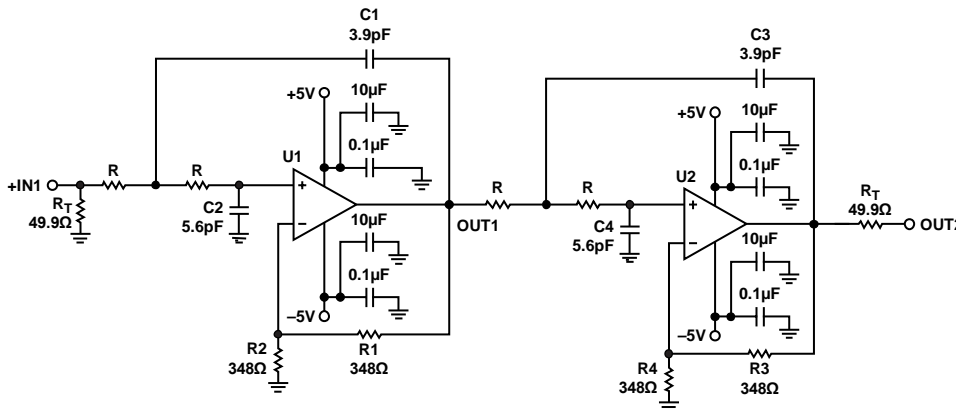 C1
3.9pF
C3
3.9pF
+5V
10µF
0.1µF
U1
+IN1
R
R
+
–
RT
49.9Ω
C2
5.6pF
10µF
0.1µF
–5V
R2
348Ω
R1
348Ω
OUT1
R
R
C4
5.6pF
+5V
10µF
0.1µF
U2
+
–
RT
49.9Ω
OUT2
10µF
0.1µF
–5V
R4
348Ω
R3
348Ω